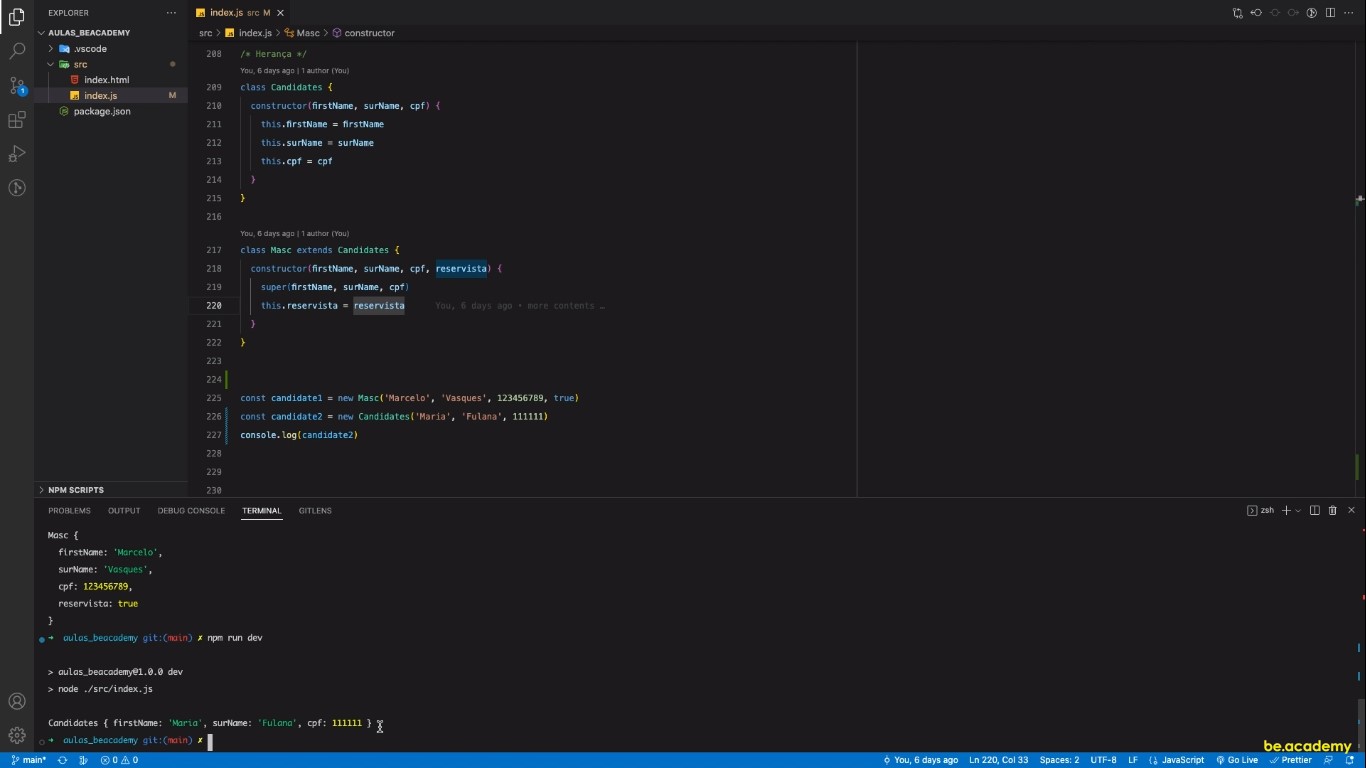 EXPLORER
index.js src M
AULAS_BEACADEMY
src
index.js
Masc
constructor
.vscode
src
index.html
index.js M
package.json
1
208 /* Herança */
You, 6 days ago | 1 author (You)
209 class Candidates {
210 constructor(firstName, surName, cpf) {
211 this.firstName = firstName
212 this.surName = surName
213 this.cpf = cpf
214 }
215 }
216
You, 6 days ago | 1 author (You)
217 class Masc extends Candidates {
218 constructor(firstName, surName, cpf, reservista) {
219 super(firstName, surName, cpf)
220 this.reservista = reservista You, 6 days ago • more contents …
221 }
222 }
223
224
225 const candidate1 = new Masc('Marcelo', 'Vasques', 123456789, true)
226 const candidate2 = new Candidates('Maria', 'Fulana', 111111)
227 console.log(candidate2)
228
229
230
NPM SCRIPTS
PROBLEMS OUTPUT DEBUG CONSOLE TERMINAL GITLENS
zsh
Masc {
firstName: 'Marcelo',
surName: 'Vasques',
cpf: 123456789,
reservista: true
}
➜ aulas_beacademy git:(main) ✗ npm run dev
> aulas_beacademy@1.0.0 dev
> node ./src/index.js
Candidates { firstName: 'Maria', surName: 'Fulana', cpf: 111111 }
➜ aulas_beacademy git:(main) ✗
be.academy
main* 0 0 You, 6 days ago Ln 220, Col 33 Spaces: 2 UTF-8 LF JavaScript Go Live Prettier